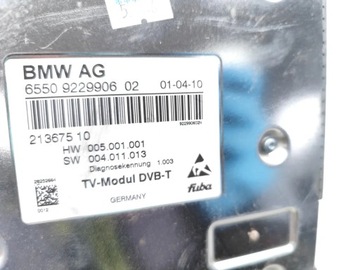 BMW AG
6550 9229906 02 01-04-10
213675 10
HW 005.001.001
SW 004.011.013
Diagnosekennung 1.003
TV-Modul DVB-T
fuba
GERMANY